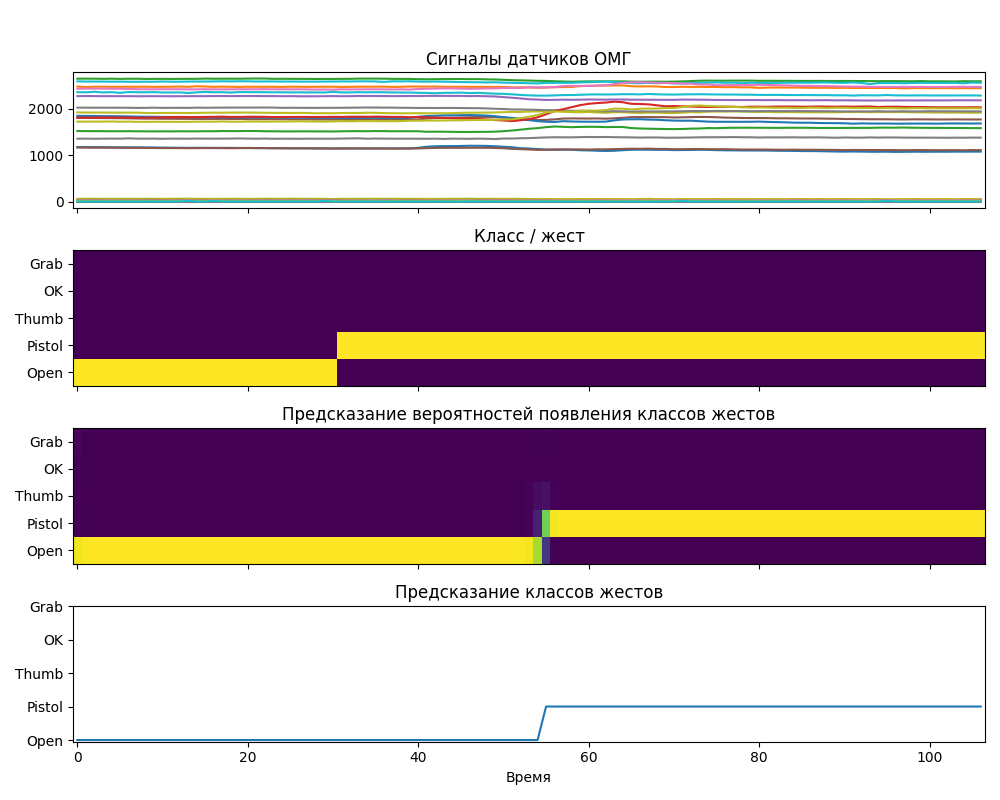 Сигналы датчиков ОМГ
2000
1000
0
Класс / жест
Grab
OK
Thumb
Pistol
Open
Предсказание вероятностей появления классов жестов
Grab
OK
Thumb
Pistol
Open
Предсказание классов жестов
Grab
OK
Thumb
Pistol
Open
0 20 40 60 80 100
Время